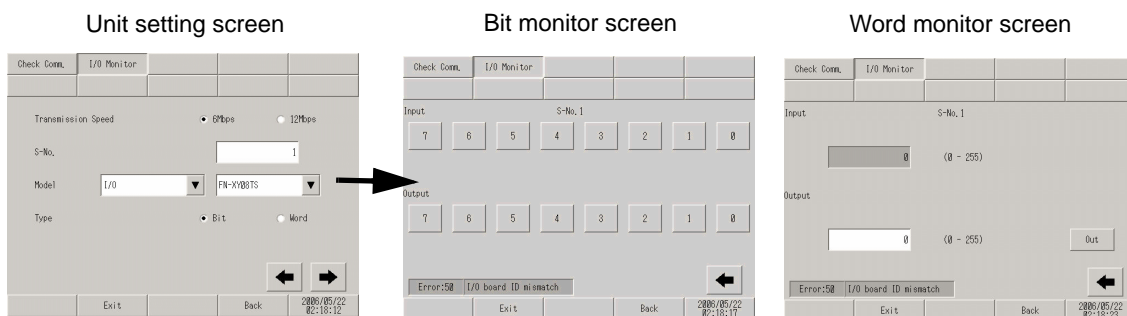 Unit setting screen
Check Comm. I/O Monitor
Transmission Speed 6Mbps 12Mbps
S-No. 1
Model I/O FN-XY08TS
Type Bit Word
Exit Back 2006/05/22 02:18:12
Bit monitor screen
Check Comm. I/O Monitor
Input S-No.1
7 6 5 4 3 2 1 0
Output
7 6 5 4 3 2 1 0
Error:50 I/O board ID mismatch
Exit Back 2006/05/22 02:18:17
Word monitor screen
Check Comm. I/O Monitor
Input S-No.1
0 (0 - 255)
Output
0 (0 - 255) Out
Error:50 I/O board ID mismatch
Exit Back 2006/05/22 02:18:23